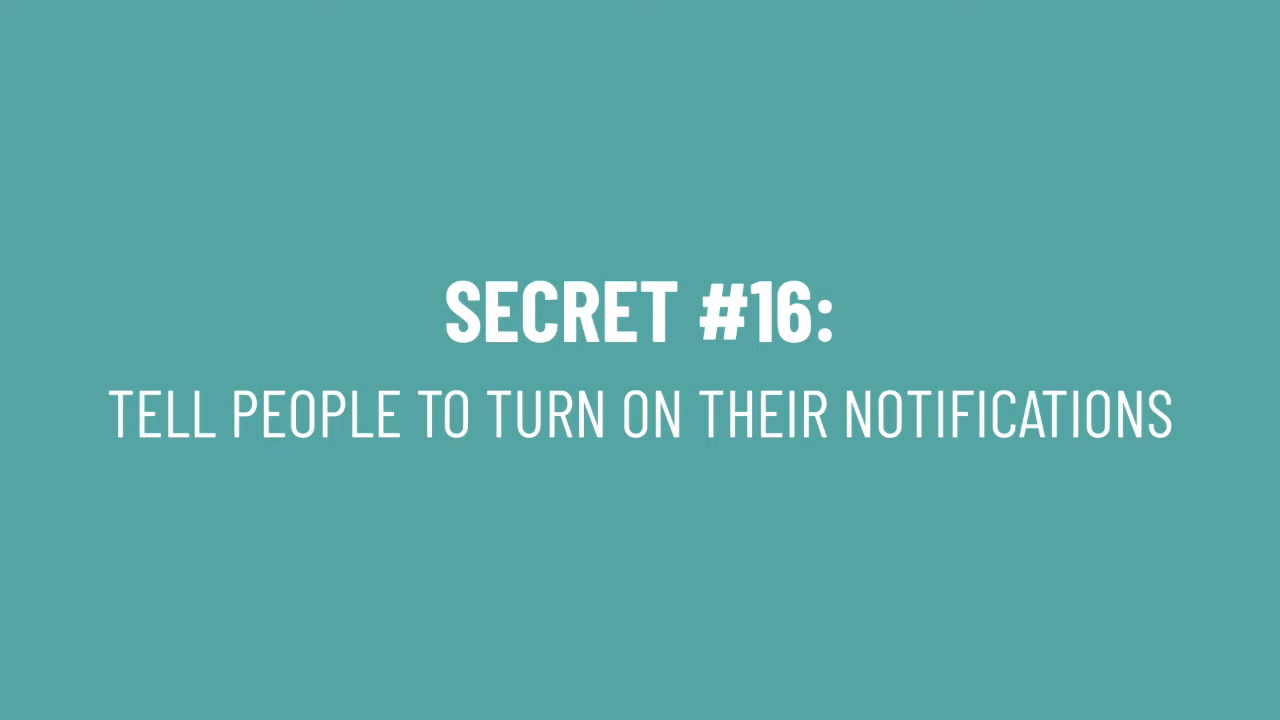 SECRET #16:
TELL PEOPLE TO TURN ON THEIR NOTIFICATIONS